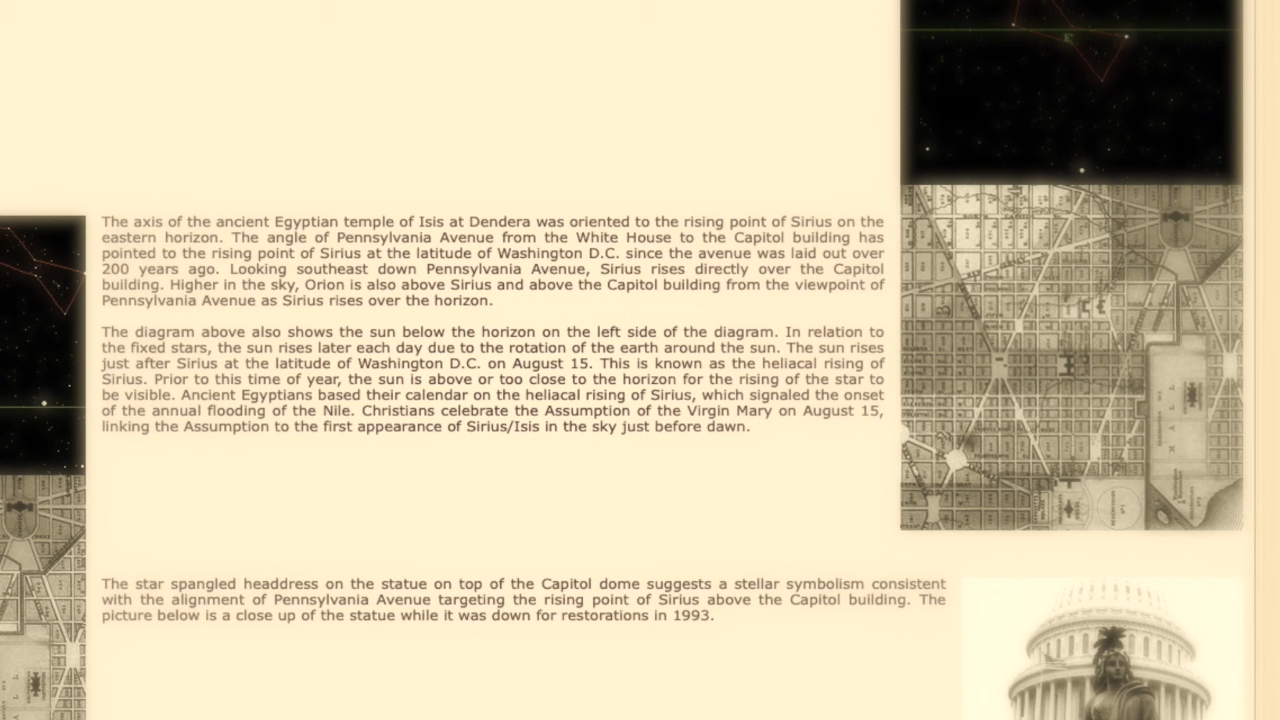 The axis of the ancient Egyptian temple of Isis at Dendera was oriented to the rising point of Sirius on the
eastern horizon. The angle of Pennsylvania Avenue from the White House to the Capitol building has
pointed to the rising point of Sirius at the latitude of Washington D.C. since the avenue was laid out over
200 years ago. Looking southeast down Pennsylvania Avenue, Sirius rises directly over the Capitol
building. Higher in the sky, Orion is also above Sirius and above the Capitol building from the viewpoint of
Pennsylvania Avenue as Sirius rises over the horizon.
The diagram above also shows the sun below the horizon on the left side of the diagram. In relation to
the fixed stars, the sun rises later each day due to the rotation of the earth around the sun. The sun rises
just after Sirius at the latitude of Washington D.C. on August 15. This is known as the heliacal rising of
Sirius. Prior to this time of year, the sun is above or too close to the horizon for the rising of the star to
be visible. Ancient Egyptians based their calendar on the heliacal rising of Sirius, which signaled the onset
of the annual flooding of the Nile. Christians celebrate the Assumption of the Virgin Mary on August 15,
linking the Assumption to the first appearance of Sirius/Isis in the sky just before dawn.
The star spangled headdress on the statue on top of the Capitol dome suggests a stellar symbolism consistent
with the alignment of Pennsylvania Avenue targeting the rising point of Sirius above the Capitol building. The
picture below is a close up of the statue while it was down for restorations in 1993.
E